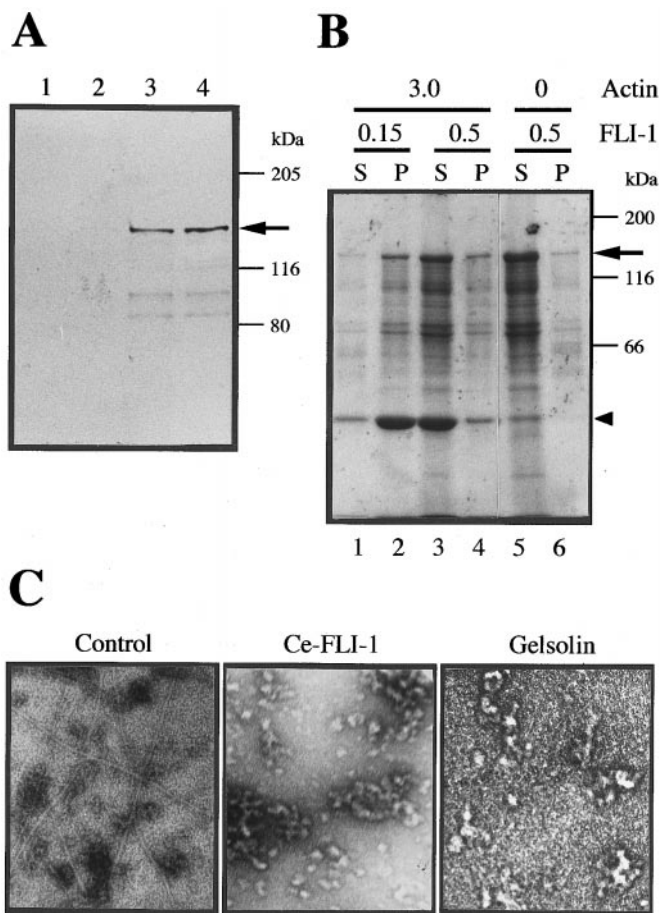 A
1 2 3 4
kDa
205
116
80
B
3.0 0 Actin
0.15 0.5 0.5 FLI-1
S P S P S P
kDa
200
116
66
1 2 3 4 5 6
C
Control Ce-FLI-1 Gelsolin